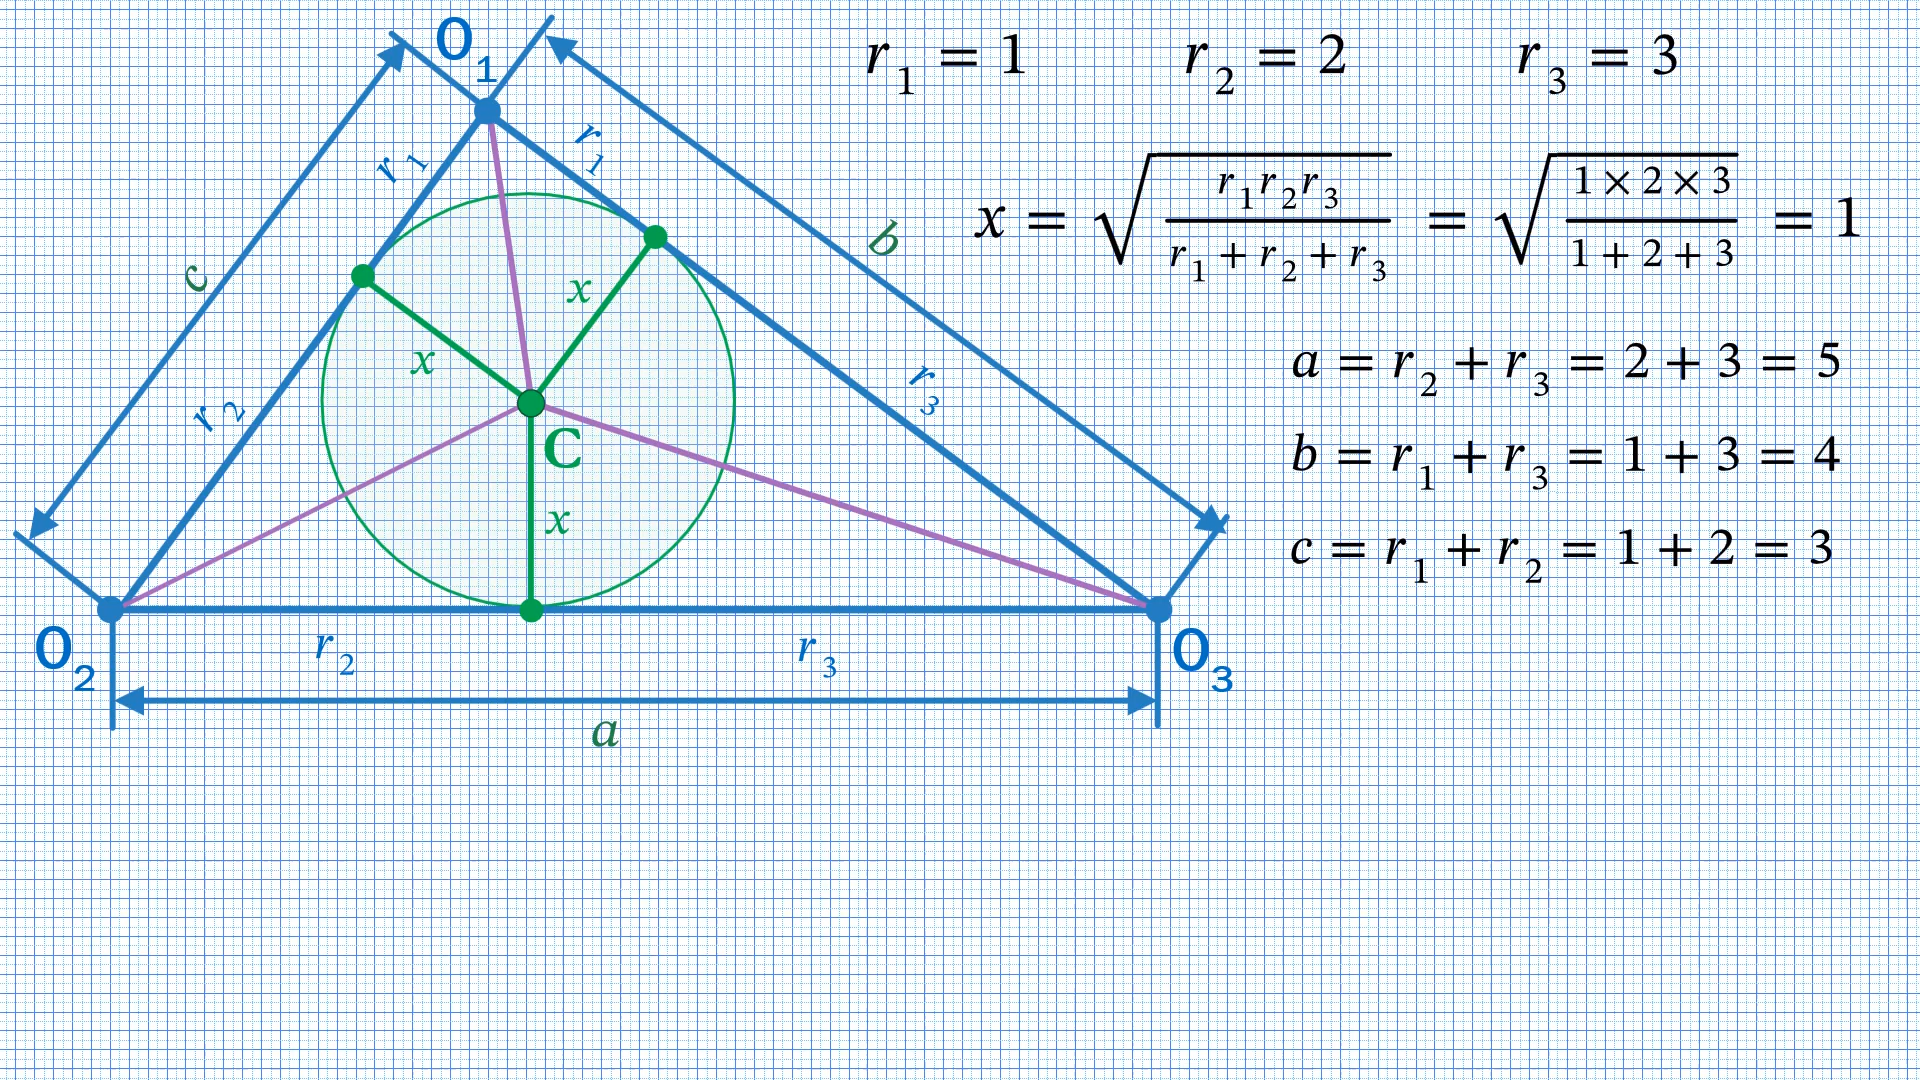 O₁
r₁ = 1 r₂ = 2 r₃ = 3
r₁ r₁
x = √(r₁r₂r₃ / (r₁ + r₂ + r₃)) = √((1 × 2 × 3) / (1 + 2 + 3)) = 1
c b
x
x
r₂ r₃
a = r₂ + r₃ = 2 + 3 = 5
C
b = r₁ + r₃ = 1 + 3 = 4
x
c = r₁ + r₂ = 1 + 2 = 3
O₂ r₂ r₃ O₃
a